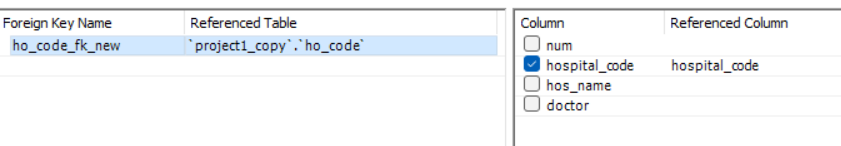 Foreign Key Name Referenced Table
ho_code_fk_new `project1_copy`.`ho_code`
Column Referenced Column
num
hospital_code hospital_code
hos_name
doctor